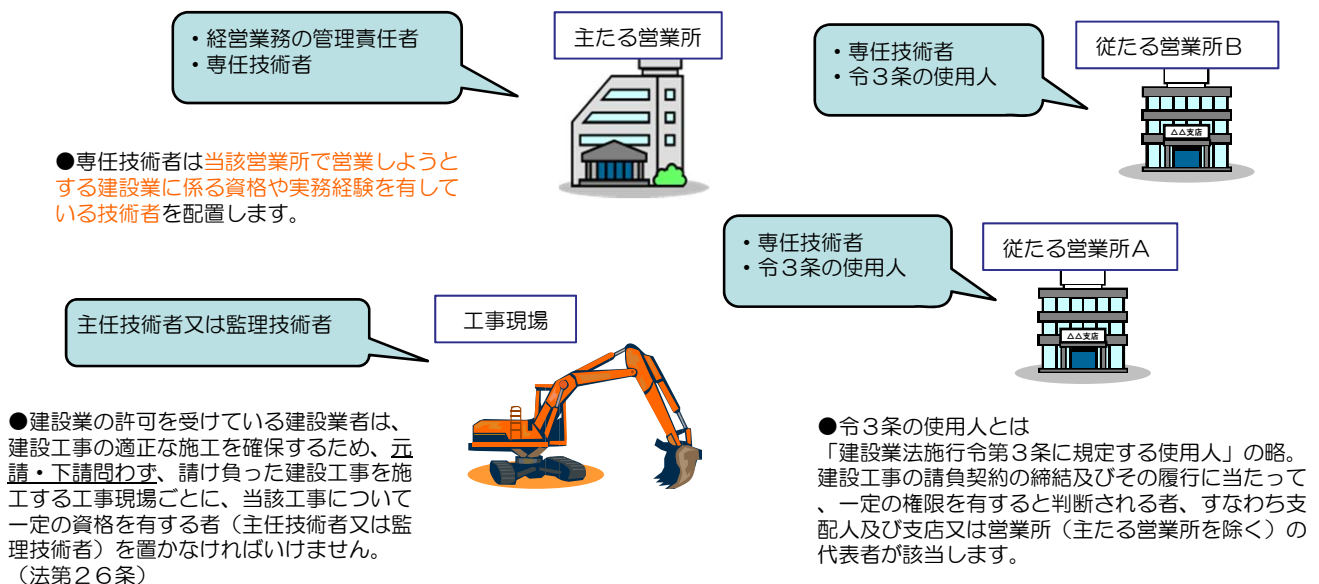 ・経営業務の管理責任者
・専任技術者
主たる営業所
・専任技術者
・令３条の使用人
従たる営業所Ｂ
△△支店
●専任技術者は当該営業所で営業しようと
する建設業に係る資格や実務経験を有して
いる技術者を配置します。
・専任技術者
・令３条の使用人
従たる営業所Ａ
△△支店
主任技術者又は監理技術者
工事現場
●建設業の許可を受けている建設業者は、
建設工事の適正な施工を確保するため、元
請・下請問わず、請け負った建設工事を施
工する工事現場ごとに、当該工事について
一定の資格を有する者（主任技術者又は監
理技術者）を置かなければいけません。
（法第２６条）
●令３条の使用人とは
「建設業法施行令第３条に規定する使用人」の略。
建設工事の請負契約の締結及びその履行に当たって
、一定の権限を有すると判断される者、すなわち支
配人及び支店又は営業所（主たる営業所を除く）の
代表者が該当します。